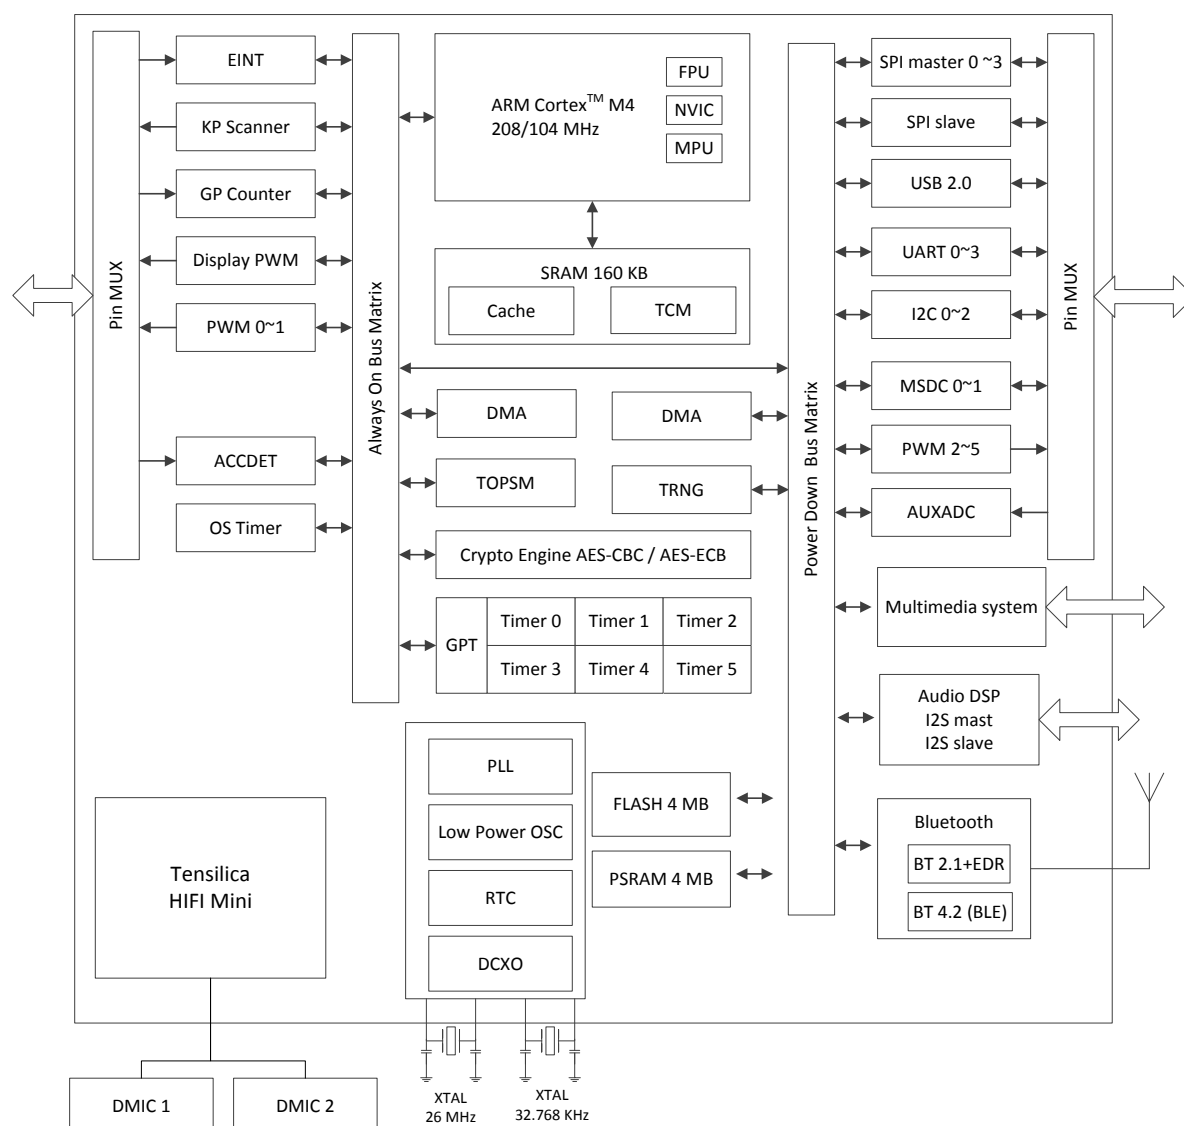 Pin MUX
EINT
KP Scanner
GP Counter
Display PWM
PWM 0~1
ACCDET
OS Timer
Always On Bus Matrix
ARM Cortex™ M4
208/104 MHz
FPU
NVIC
MPU
SRAM 160 KB
Cache
TCM
DMA
DMA
TOPSM
TRNG
Crypto Engine AES-CBC / AES-ECB
GPT
Timer 0
Timer 1
Timer 2
Timer 3
Timer 4
Timer 5
PLL
Low Power OSC
RTC
DCXO
FLASH 4 MB
PSRAM 4 MB
Power Down Bus Matrix
SPI master 0 ~3
SPI slave
USB 2.0
UART 0~3
I2C 0~2
MSDC 0~1
PWM 2~5
AUXADC
Pin MUX
Multimedia system
Audio DSP
I2S mast
I2S slave
Bluetooth
BT 2.1+EDR
BT 4.2 (BLE)
Tensilica
HIFI Mini
DMIC 1
DMIC 2
XTAL
26 MHz
XTAL
32.768 KHz